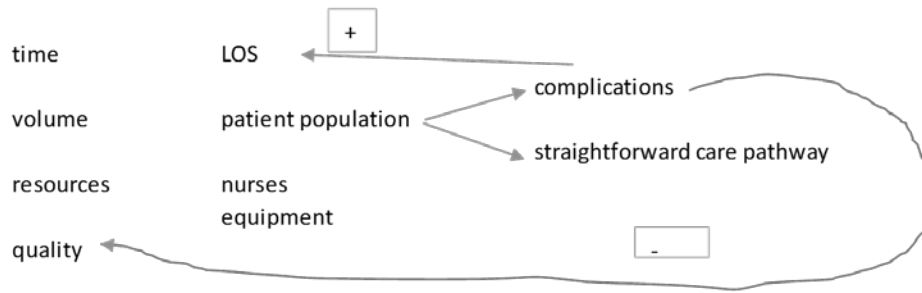 +
time LOS
complications
volume patient population
straightforward care pathway
resources nurses
equipment
-
quality